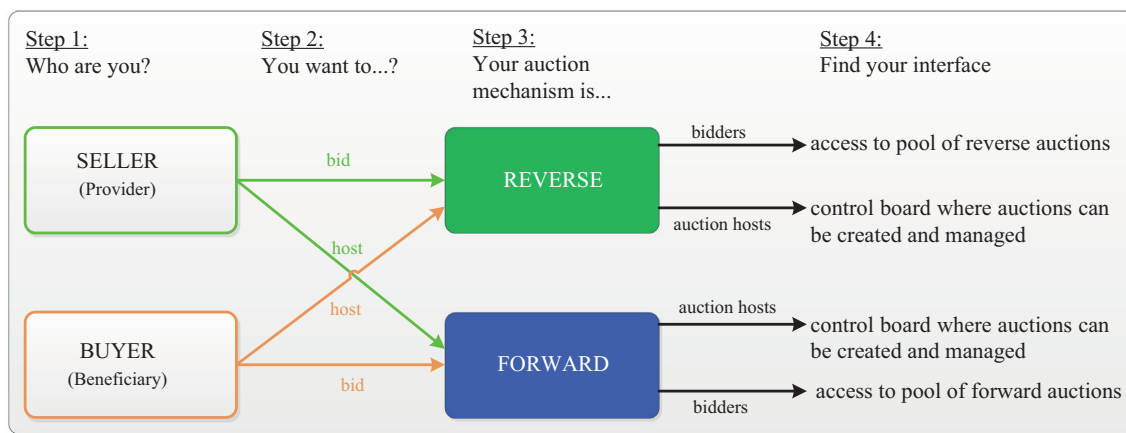 Step 1:
Who are you?
Step 2:
You want to...?
Step 3:
Your auction
mechanism is...
Step 4:
Find your interface
SELLER
(Provider)
bid
REVERSE
bidders
access to pool of reverse auctions
auction hosts
control board where auctions can
be created and managed
host
host
BUYER
(Beneficiary)
bid
FORWARD
auction hosts
control board where auctions can
be created and managed
bidders
access to pool of forward auctions